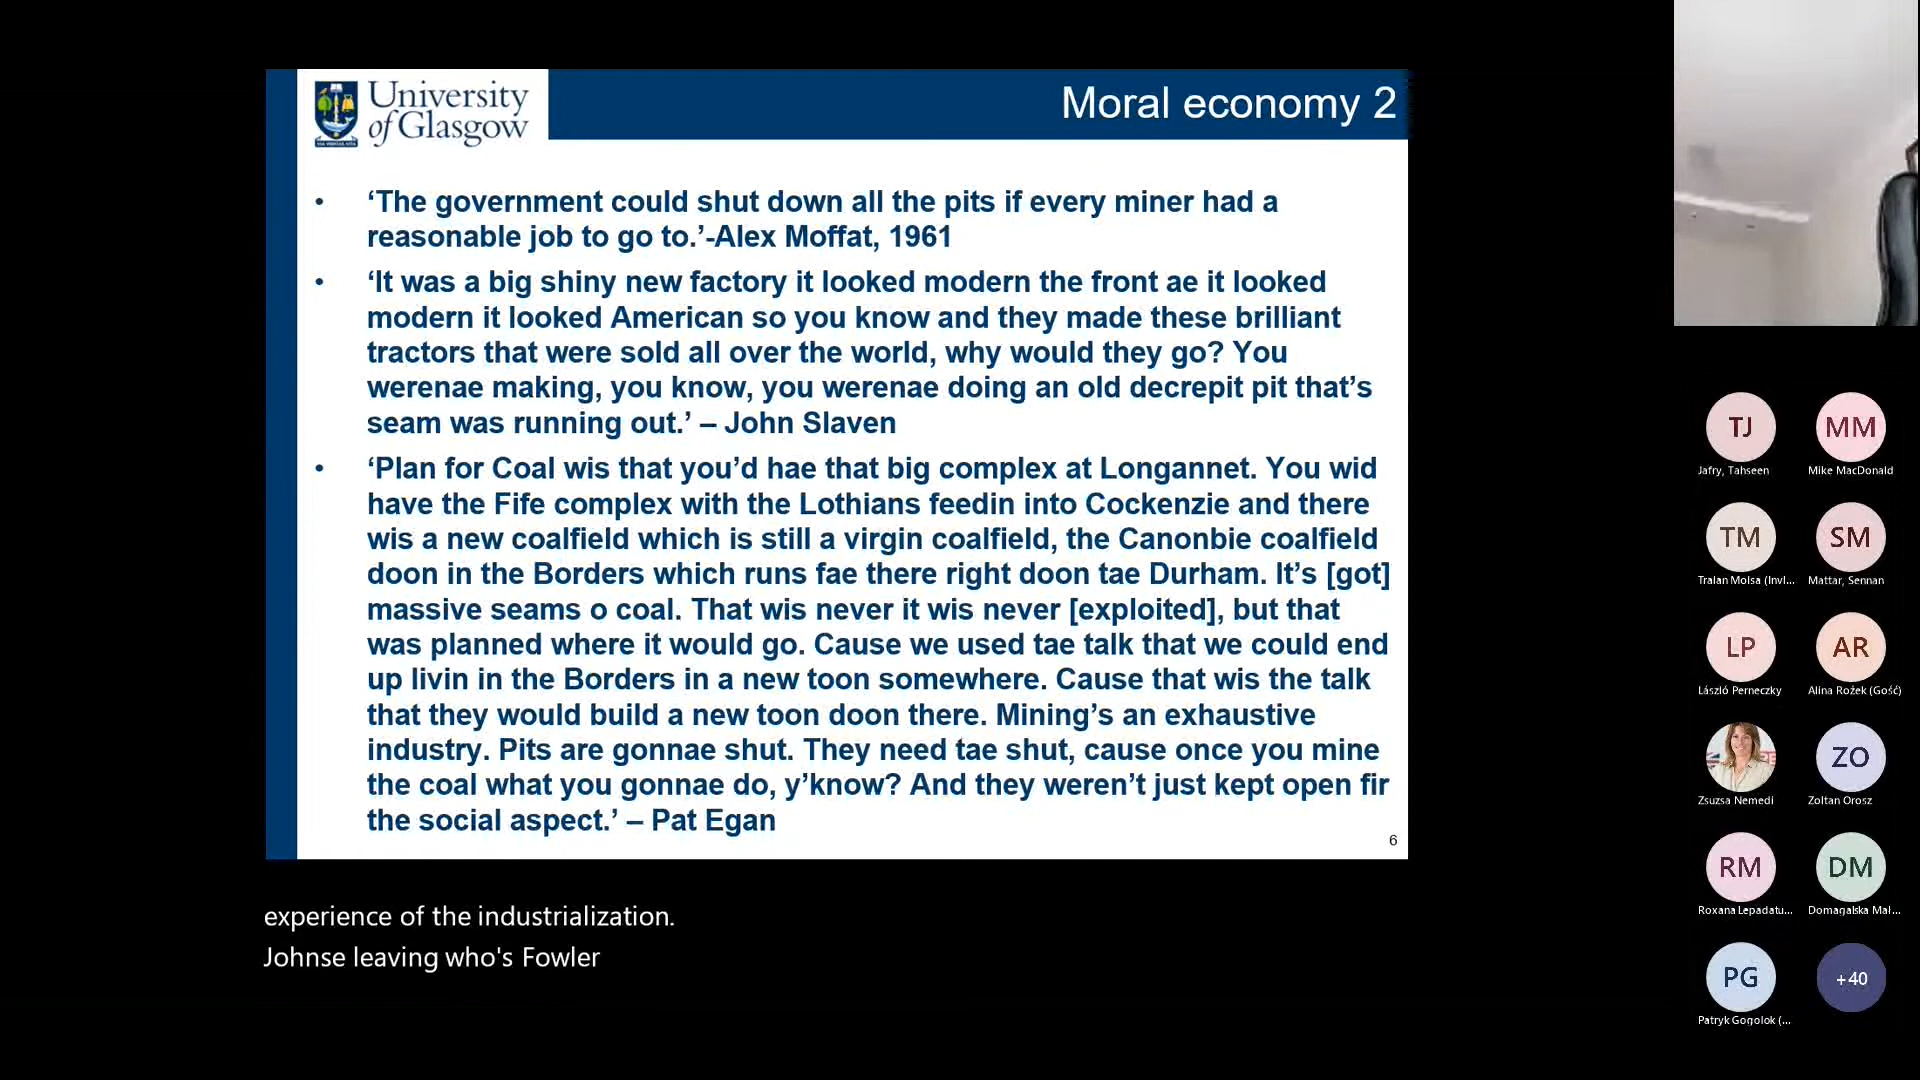 University
of Glasgow
Moral economy 2
• ‘The government could shut down all the pits if every miner had a
reasonable job to go to.’-Alex Moffat, 1961
• ‘It was a big shiny new factory it looked modern the front ae it looked
modern it looked American so you know and they made these brilliant
tractors that were sold all over the world, why would they go? You
werenae making, you know, you werenae doing an old decrepit pit that’s
seam was running out.’ – John Slaven
• ‘Plan for Coal wis that you’d hae that big complex at Longannet. You wid
have the Fife complex with the Lothians feedin into Cockenzie and there
wis a new coalfield which is still a virgin coalfield, the Canonbie coalfield
doon in the Borders which runs fae there right doon tae Durham. It’s [got]
massive seams o coal. That wis never it wis never [exploited], but that
was planned where it would go. Cause we used tae talk that we could end
up livin in the Borders in a new toon somewhere. Cause that wis the talk
that they would build a new toon doon there. Mining’s an exhaustive
industry. Pits are gonnae shut. They need tae shut, cause once you mine
the coal what you gonnae do, y’know? And they weren’t just kept open fir
the social aspect.’ – Pat Egan
6
experience of the industrialization.
Johnse leaving who's Fowler
TJ
Jafry, Tahseen
MM
Mike MacDonald
TM
Traian Moisa (Invi...
SM
Mattar, Sennan
LP
László Perneczky
AR
Alina Rożek (Gość)
Zsuzsa Nemedi
ZO
Zoltan Orosz
RM
Roxana Lepadatu...
DM
Domagalska Mał...
PG
Patryk Gogolok (...
+40